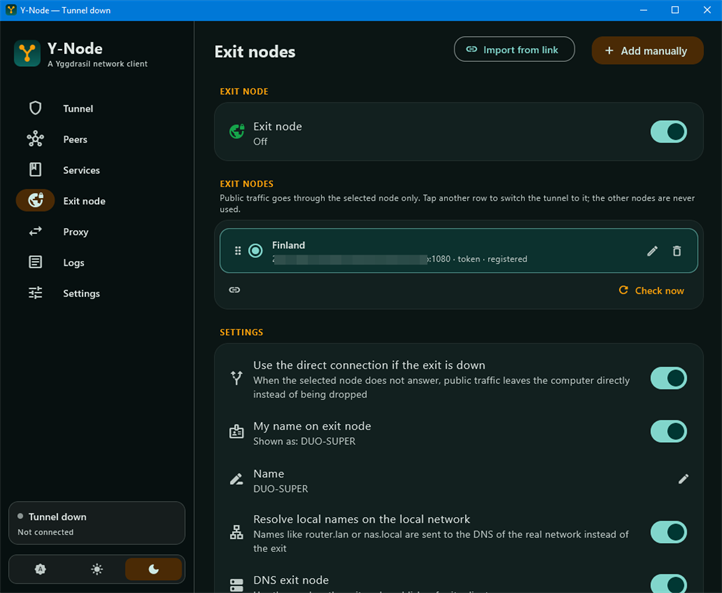 Y-Node — Tunnel down
Y-Node
A Yggdrasil network client
Tunnel
Peers
Services
Exit node
Proxy
Logs
Settings
Tunnel down
Not connected
Exit nodes
Import from link
+ Add manually
EXIT NODE
Exit node
Off
EXIT NODES
Public traffic goes through the selected node only. Tap another row to switch the tunnel to it; the other nodes are never
used.
Finland
:1080 · token · registered
Check now
SETTINGS
Use the direct connection if the exit is down
When the selected node does not answer, public traffic leaves the computer directly
instead of being dropped
My name on exit node
Shown as: DUO-SUPER
Name
DUO-SUPER
Resolve local names on the local network
Names like router.lan or nas.local are sent to the DNS of the real network instead of
the exit
DNS exit node